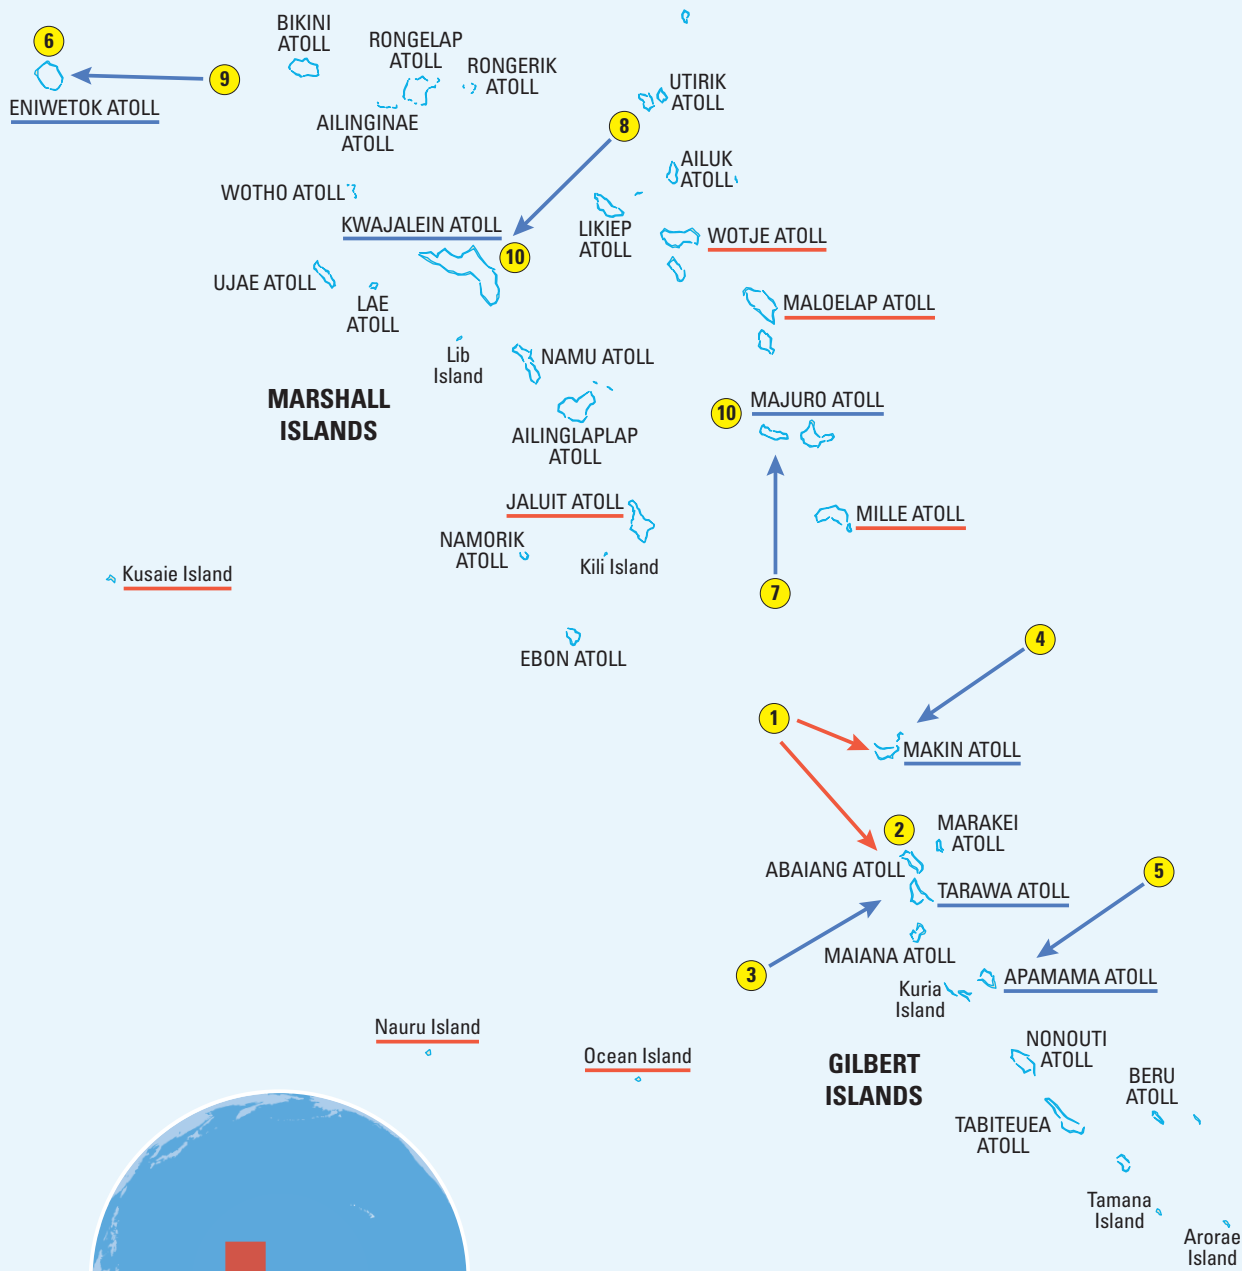 6
ENIWETOK ATOLL
9
BIKINI
ATOLL
RONGELAP
ATOLL
RONGERIK
ATOLL
AILINGINAE
ATOLL
UTIRIK
ATOLL
8
AILUK
ATOLL
WOTHO ATOLL
KWAJALEIN ATOLL
10
LIKIEP
ATOLL
WOTJE ATOLL
UJAE ATOLL
LAE
ATOLL
MALOELAP ATOLL
Lib
Island
NAMU ATOLL
MARSHALL
ISLANDS
AILINGLAPLAP
ATOLL
10
MAJURO ATOLL
JALUIT ATOLL
MILLE ATOLL
NAMORIK
ATOLL
Kili Island
Kusaie Island
7
EBON ATOLL
4
1
MAKIN ATOLL
2
MARAKEI
ATOLL
ABAIANG ATOLL
5
TARAWA ATOLL
3
MAIANA ATOLL
Kuria
Island
APAMAMA ATOLL
Nauru Island
Ocean Island
GILBERT
ISLANDS
NONOUTI
ATOLL
BERU
ATOLL
TABITEUEA
ATOLL
Tamana
Island
Arorae
Island